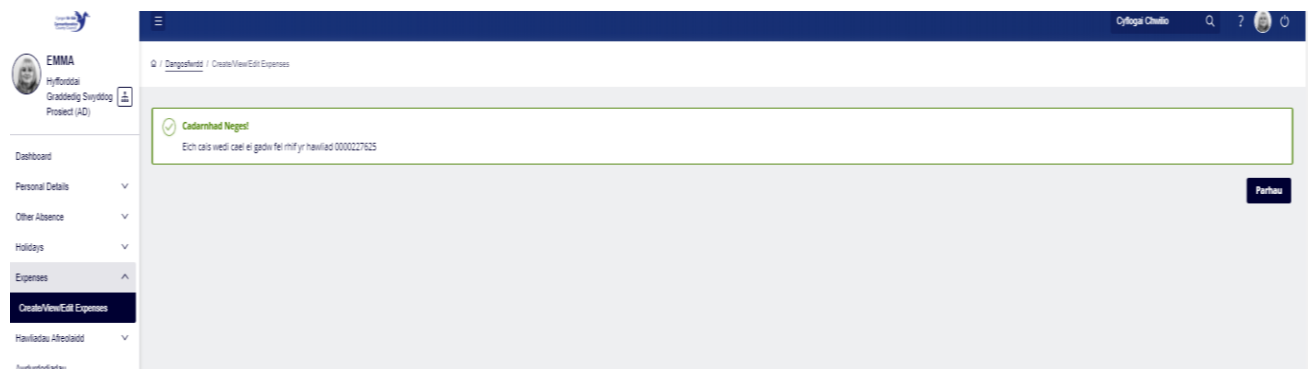 Cyflogai Chwilio
?
EMMA
Hyfforddai
Graddedig Swyddog
Prosiect (AD)
/ Dangosfwrdd / Create/View/Edit Expenses
Cadarnhad Neges!
Eich cais wedi cael ei gadw fel rhif yr hawliad 0000227625
Parhau
Dashboard
Personal Details
Other Absence
Holidays
Expenses
Create/View/Edit Expenses
Hawliadau Afreolaidd